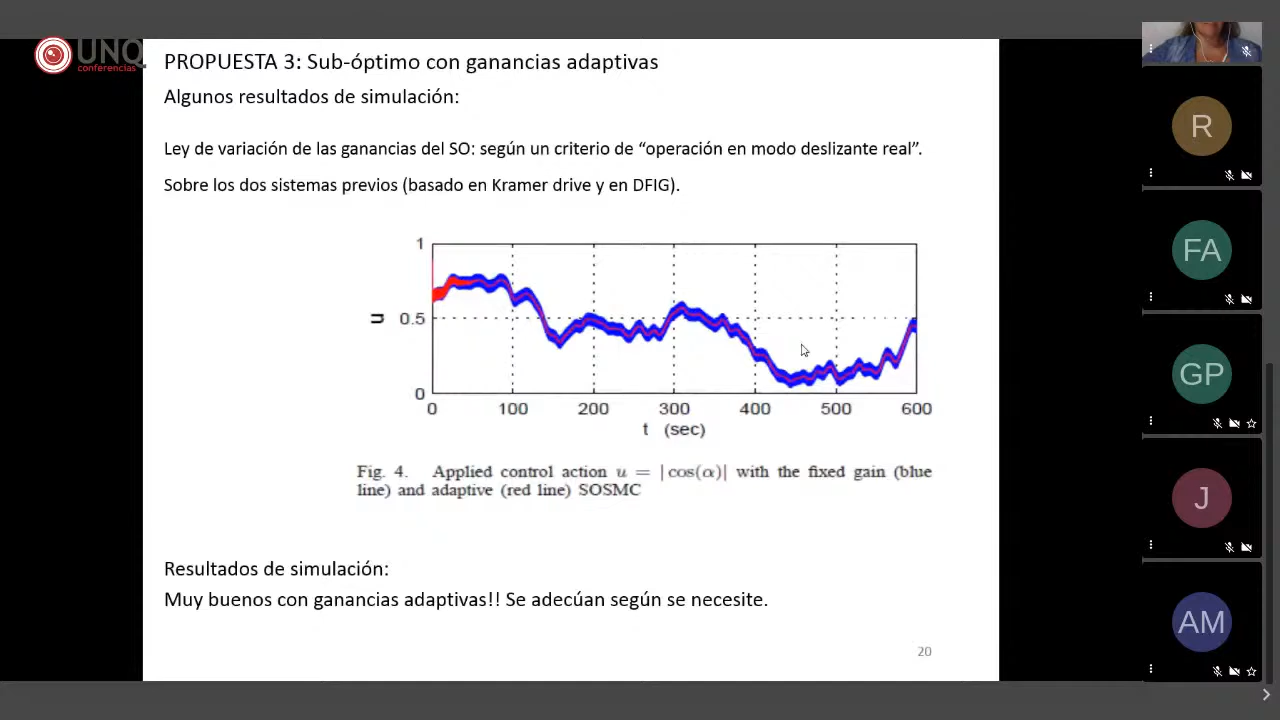 UNQ
conferencias
PROPUESTA 3: Sub-óptimo con ganancias adaptivas
Algunos resultados de simulación:
Ley de variación de las ganancias del SO: según un criterio de “operación en modo deslizante real”.
Sobre los dos sistemas previos (basado en Kramer drive y en DFIG).
1
0.5
0
u
0 100 200 300 400 500 600
t (sec)
Fig. 4. Applied control action u = |cos(α)| with the fixed gain (blue
line) and adaptive (red line) SOSMC
Resultados de simulación:
Muy buenos con ganancias adaptivas!! Se adecúan según se necesite.
20
R
FA
GP
J
AM